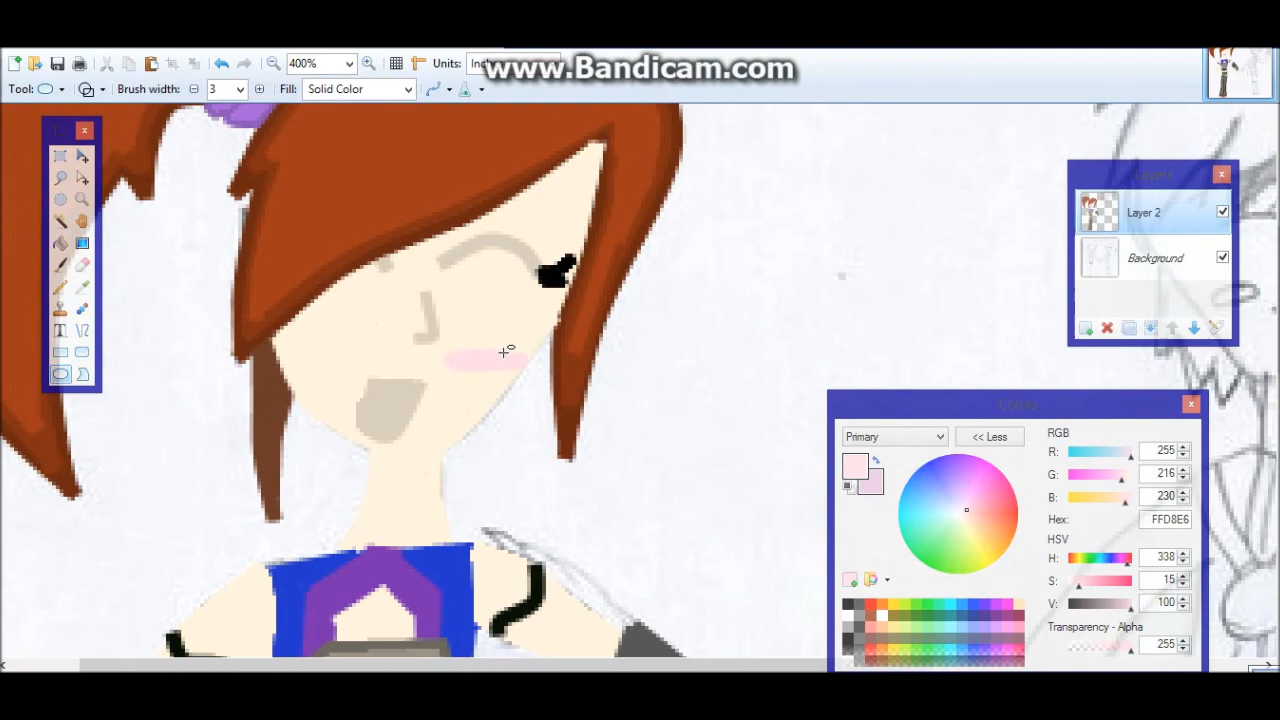 www.Bandicam.com
400%
Units:
Tool:
Brush width:
3
Fill:
Solid Color
Layers
Layer 2
Background
Colors
Primary
<< Less
RGB
R:
255
G:
216
B:
230
Hex:
FFD8E6
HSV
H:
338
S:
15
V:
100
Transparency - Alpha
255